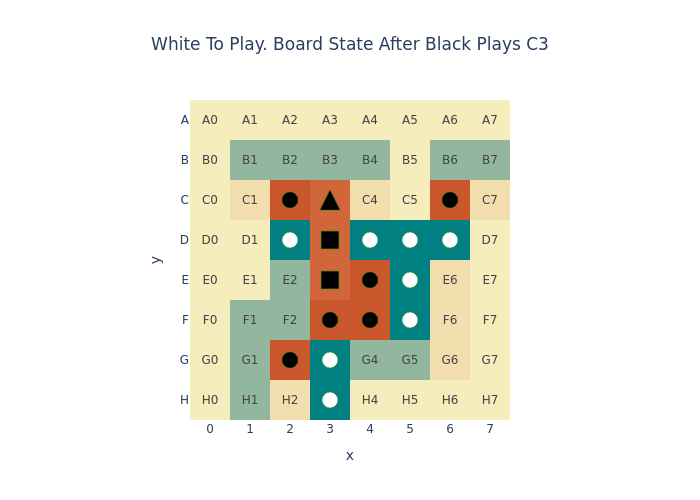 White To Play. Board State After Black Plays C3
A A0 A1 A2 A3 A4 A5 A6 A7
B B0 B1 B2 B3 B4 B5 B6 B7
C C0 C1 C4 C5 C7
D D0 D1 D7
E E0 E1 E2 E6 E7
F F0 F1 F2 F6 F7
G G0 G1 G4 G5 G6 G7
H H0 H1 H2 H4 H5 H6 H7
0 1 2 3 4 5 6 7
x
y